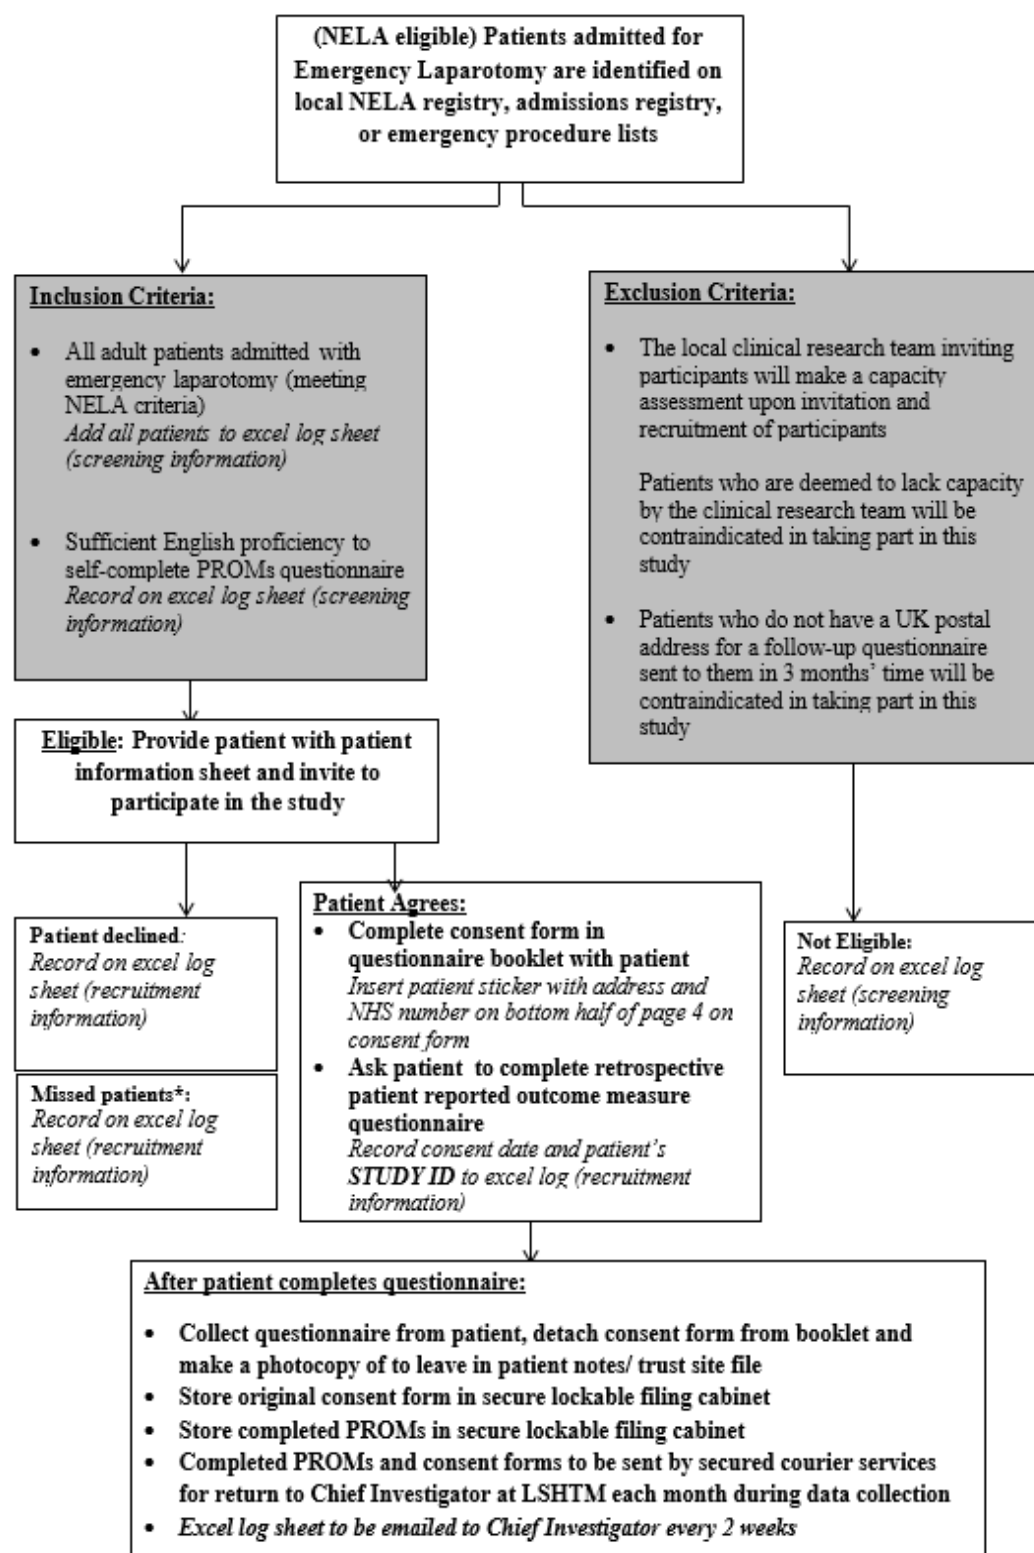 (NELA eligible) Patients admitted for
Emergency Laparotomy are identified on
local NELA registry, admissions registry,
or emergency procedure lists
Inclusion Criteria:
• All adult patients admitted with
emergency laparotomy (meeting
NELA criteria)
Add all patients to excel log sheet
(screening information)
• Sufficient English proficiency to
self-complete PROMs questionnaire
Record on excel log sheet (screening
information)
Exclusion Criteria:
• The local clinical research team inviting
participants will make a capacity
assessment upon invitation and
recruitment of participants
Patients who are deemed to lack capacity
by the clinical research team will be
contraindicated in taking part in this
study
• Patients who do not have a UK postal
address for a follow-up questionnaire
sent to them in 3 months’ time will be
contraindicated in taking part in this
study
Eligible: Provide patient with patient
information sheet and invite to
participate in the study
Patient declined:
Record on excel log
sheet (recruitment
information)
Missed patients*:
Record on excel log
sheet (recruitment
information)
Patient Agrees:
• Complete consent form in
questionnaire booklet with patient
Insert patient sticker with address and
NHS number on bottom half of page 4 on
consent form
• Ask patient to complete retrospective
patient reported outcome measure
questionnaire
Record consent date and patient’s
STUDY ID to excel log (recruitment
information)
Not Eligible:
Record on excel log
sheet (screening
information)
After patient completes questionnaire:
• Collect questionnaire from patient, detach consent form from booklet and
make a photocopy of to leave in patient notes/ trust site file
• Store original consent form in secure lockable filing cabinet
• Store completed PROMs in secure lockable filing cabinet
• Completed PROMs and consent forms to be sent by secured courier services
for return to Chief Investigator at LSHTM each month during data collection
• Excel log sheet to be emailed to Chief Investigator every 2 weeks